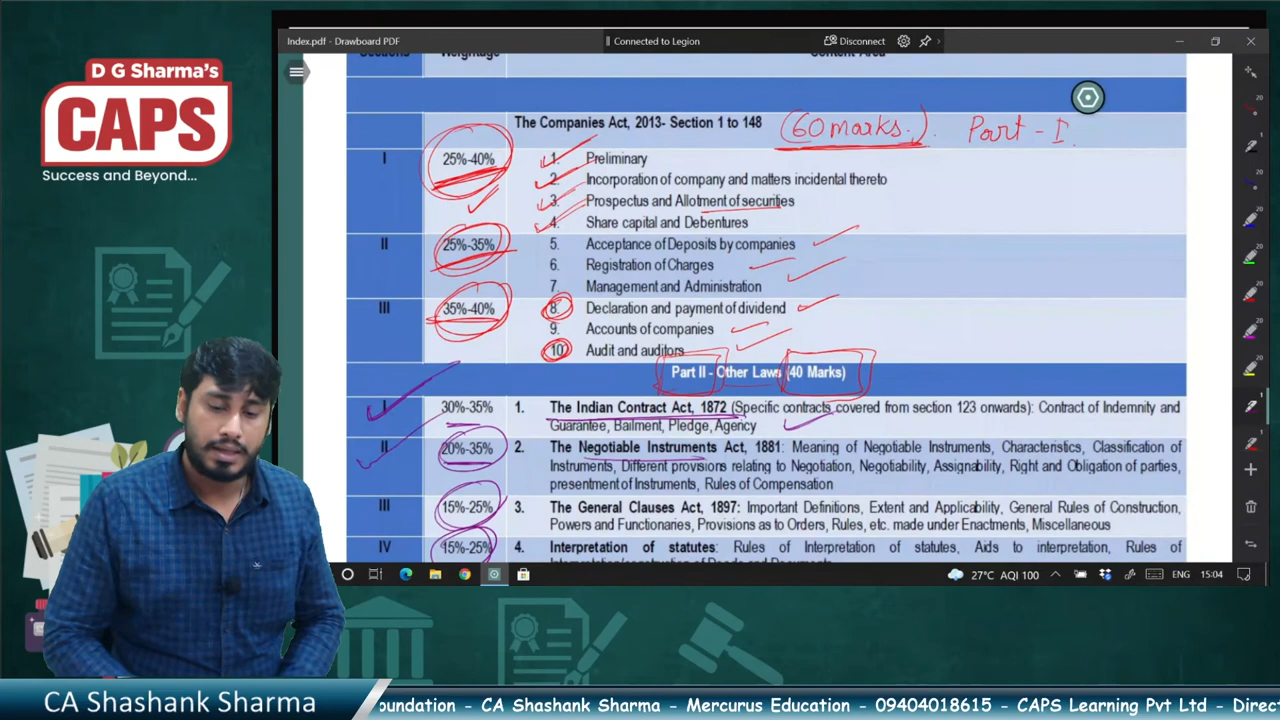 Index.pdf - Drawboard PDF
Connected to Legion
Disconnect
D G Sharma's
CAPS
Success and Beyond...
Sections Weightage Content Area
The Companies Act, 2013- Section 1 to 148 (60 marks.). Part - I.
I 25%-40% 1. Preliminary
2. Incorporation of company and matters incidental thereto
3. Prospectus and Allotment of securities
4. Share capital and Debentures
II 25%-35% 5. Acceptance of Deposits by companies
6. Registration of Charges
7. Management and Administration
III 35%-40% 8. Declaration and payment of dividend
9. Accounts of companies
10. Audit and auditors
Part II - Other Laws (40 Marks)
I 30%-35% 1. The Indian Contract Act, 1872 (Specific contracts covered from section 123 onwards): Contract of Indemnity and
Guarantee, Bailment, Pledge, Agency
II 20%-35% 2. The Negotiable Instruments Act, 1881: Meaning of Negotiable Instruments, Characteristics, Classification of
Instruments, Different provisions relating to Negotiation, Negotiability, Assignability, Right and Obligation of parties,
presentment of Instruments, Rules of Compensation
III 15%-25% 3. The General Clauses Act, 1897: Important Definitions, Extent and Applicability, General Rules of Construction,
Powers and Functionaries, Provisions as to Orders, Rules, etc. made under Enactments, Miscellaneous
IV 15%-25% 4. Interpretation of statutes: Rules of Interpretation of statutes, Aids to interpretation, Rules of
27°C AQI 100
ENG
15:04
CA Shashank Sharma
oundation - CA Shashank Sharma - Mercurus Education - 09404018615 - CAPS Learning Pvt Ltd - Direc